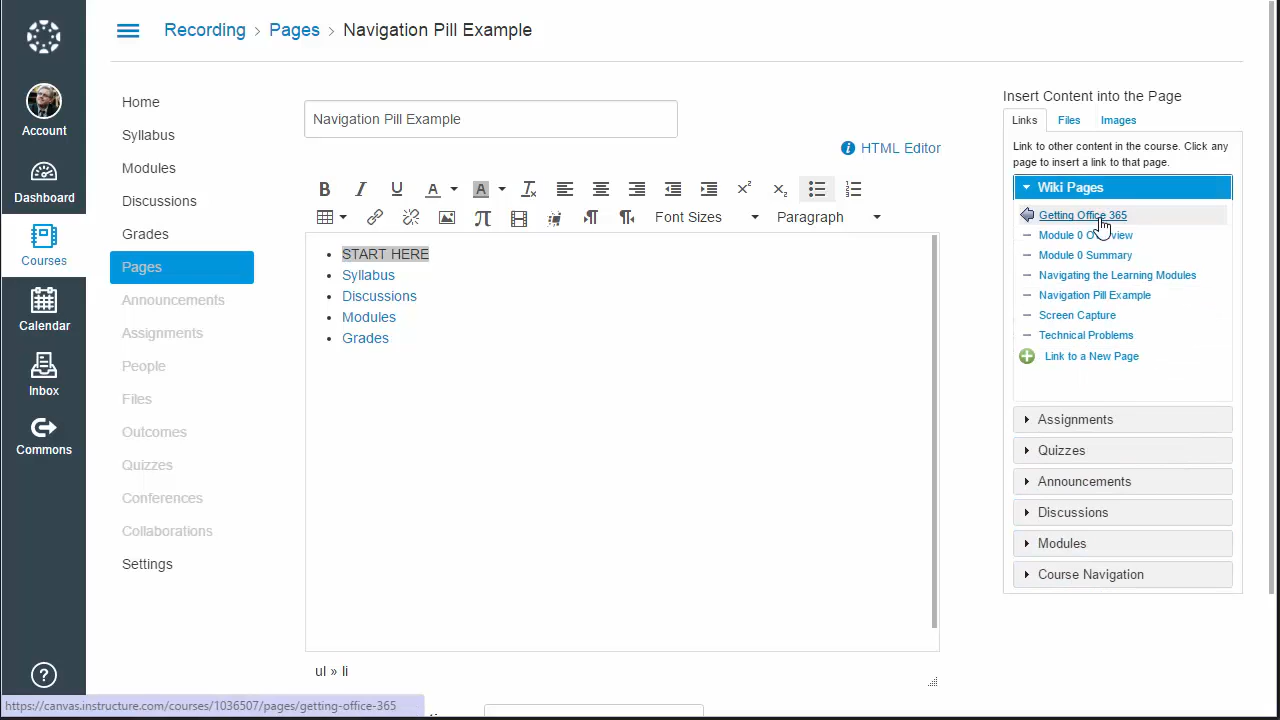 Recording > Pages > Navigation Pill Example
Account
Dashboard
Courses
Calendar
Inbox
Commons
Home
Syllabus
Modules
Discussions
Grades
Pages
Announcements
Assignments
People
Files
Outcomes
Quizzes
Conferences
Collaborations
Settings
Navigation Pill Example
HTML Editor
Font Sizes
Paragraph
START HERE
Syllabus
Discussions
Modules
Grades
ul » li
Insert Content into the Page
Links Files Images
Link to other content in the course. Click any
page to insert a link to that page.
Wiki Pages
Getting Office 365
Module 0 Overview
Module 0 Summary
Navigating the Learning Modules
Navigation Pill Example
Screen Capture
Technical Problems
Link to a New Page
Assignments
Quizzes
Announcements
Discussions
Modules
Course Navigation
https://canvas.instructure.com/courses/1036507/pages/getting-office-365